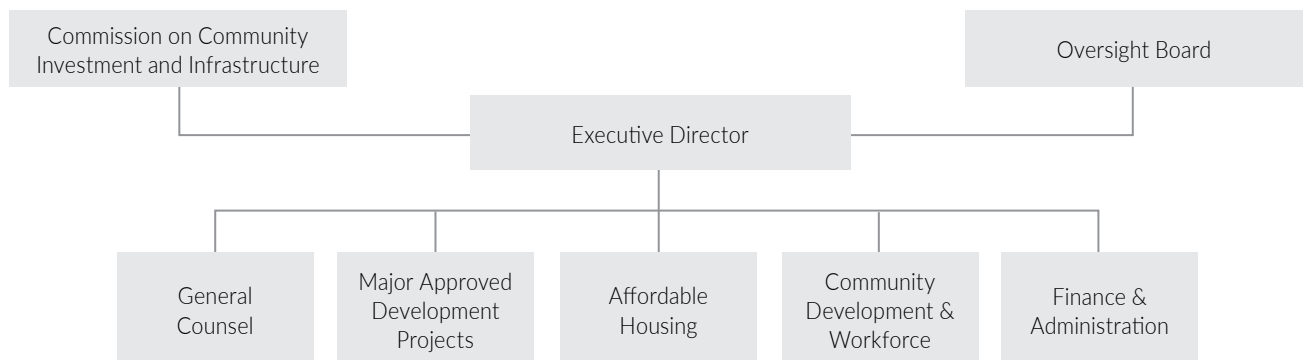 Commission on Community
Investment and Infrastructure
Oversight Board
Executive Director
General
Counsel
Major Approved
Development
Projects
Affordable
Housing
Community
Development &
Workforce
Finance &
Administration